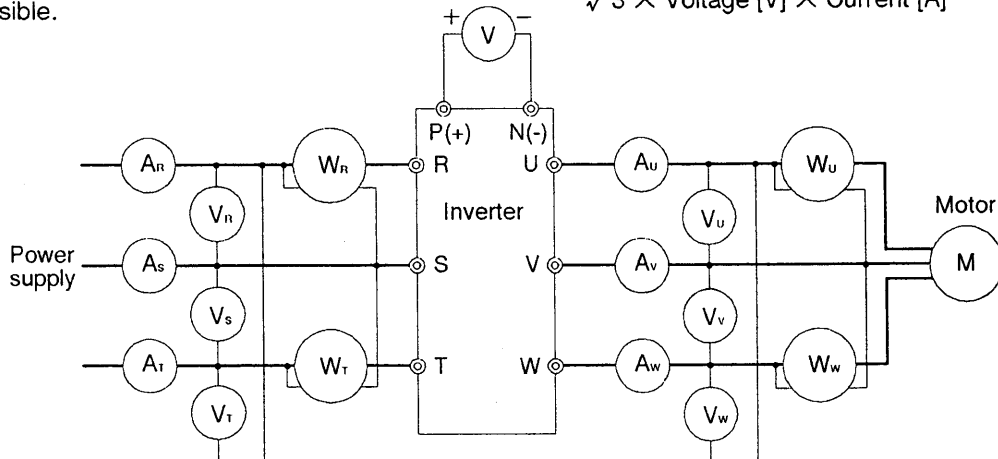 sible.
√3 × Voltage [V] × Current [A]
+ V −
P(+) N(-)
AR WR R U AU WU
VR Inverter VU Motor
Power supply
AS S V AV M
VS VV
AT WT T W AW WW
VT VW